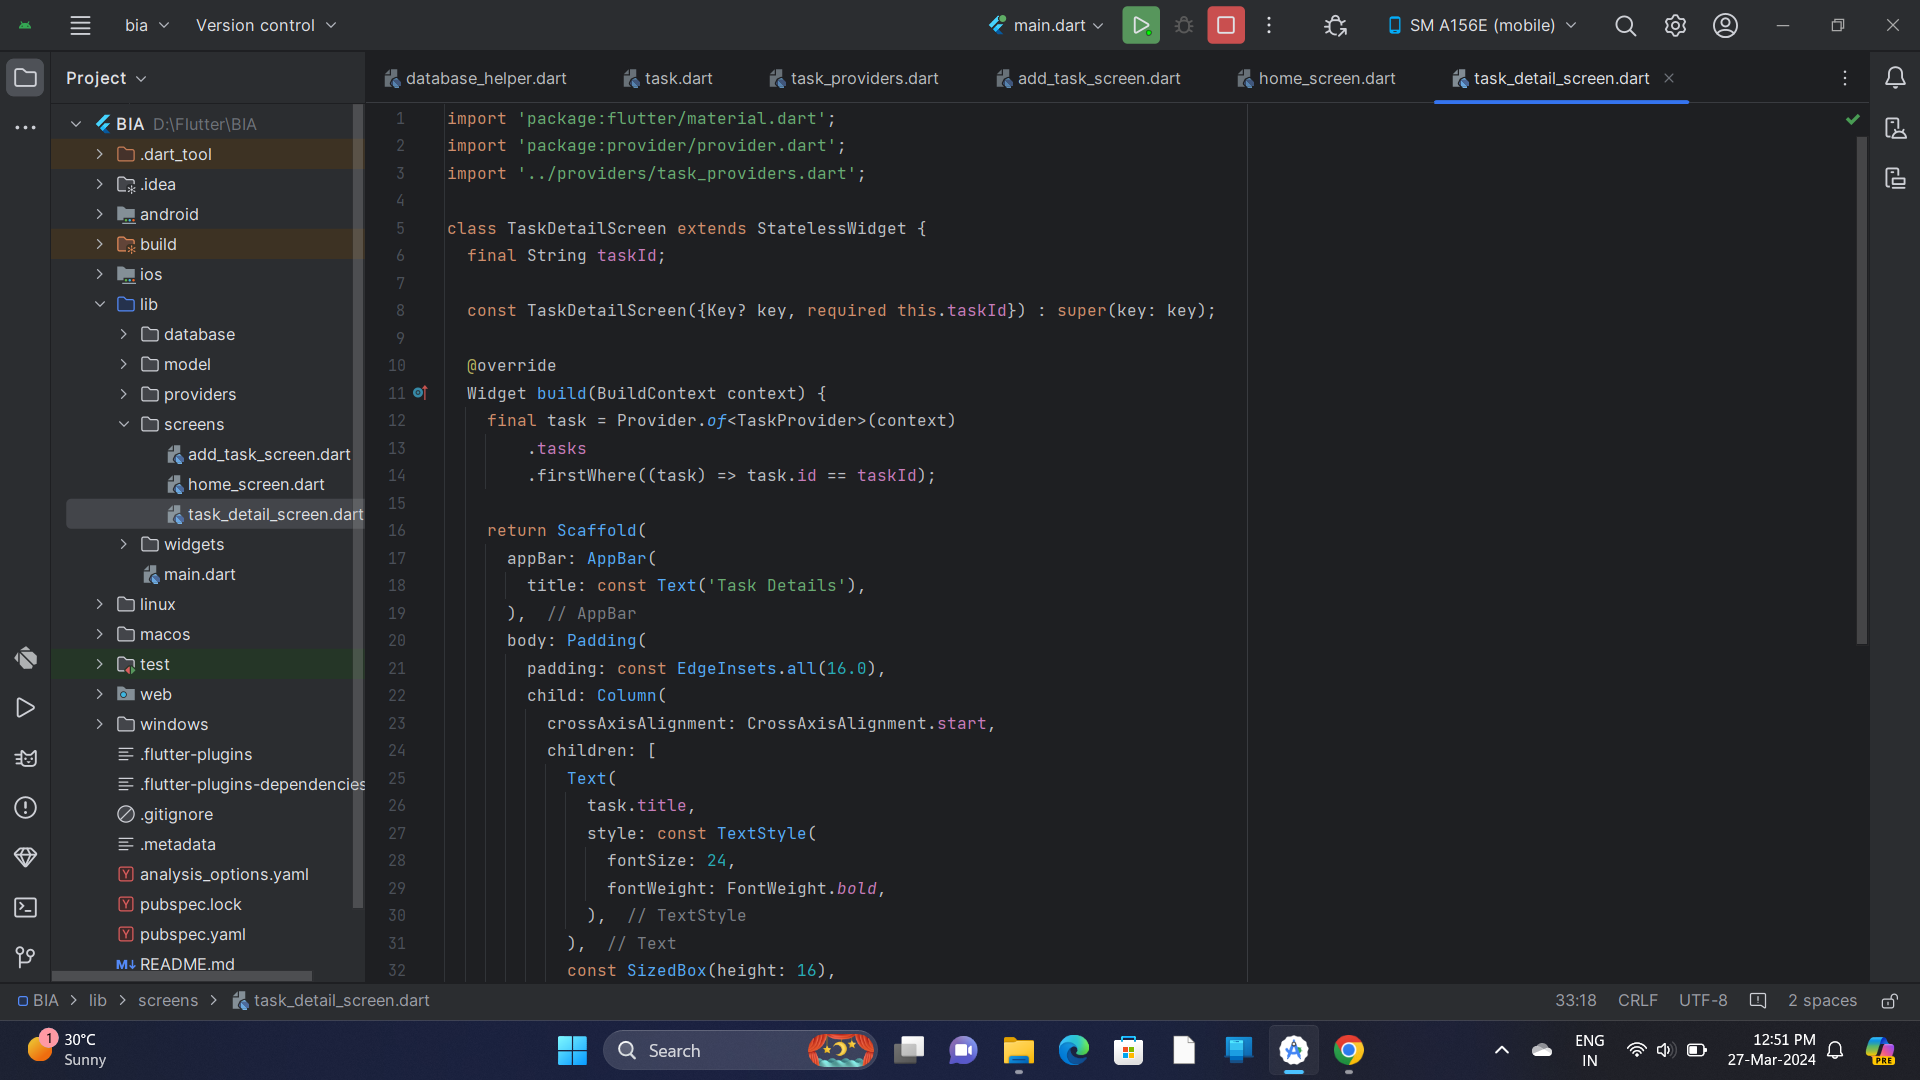 bia Version control main.dart SM A156E (mobile)
Project
database_helper.dart task.dart task_providers.dart add_task_screen.dart home_screen.dart task_detail_screen.dart
BIA D:\Flutter\BIA
.dart_tool
.idea
android
build
ios
lib
database
model
providers
screens
add_task_screen.dart
home_screen.dart
task_detail_screen.dart
widgets
main.dart
linux
macos
test
web
windows
.flutter-plugins
.flutter-plugins-dependencies
.gitignore
.metadata
analysis_options.yaml
pubspec.lock
pubspec.yaml
M↓ README.md
1 import 'package:flutter/material.dart';
2 import 'package:provider/provider.dart';
3 import '../providers/task_providers.dart';
4
5 class TaskDetailScreen extends StatelessWidget {
6 final String taskId;
7
8 const TaskDetailScreen({Key? key, required this.taskId}) : super(key: key);
9
10 @override
11 Widget build(BuildContext context) {
12 final task = Provider.of<TaskProvider>(context)
13 .tasks
14 .firstWhere((task) => task.id == taskId);
15
16 return Scaffold(
17 appBar: AppBar(
18 title: const Text('Task Details'),
19 ), // AppBar
20 body: Padding(
21 padding: const EdgeInsets.all(16.0),
22 child: Column(
23 crossAxisAlignment: CrossAxisAlignment.start,
24 children: [
25 Text(
26 task.title,
27 style: const TextStyle(
28 fontSize: 24,
29 fontWeight: FontWeight.bold,
30 ), // TextStyle
31 ), // Text
32 const SizedBox(height: 16),
BIA > lib > screens > task_detail_screen.dart 33:18 CRLF UTF-8 2 spaces
1 30°C
Sunny
Search
ENG
IN
12:51 PM
27-Mar-2024
PRE